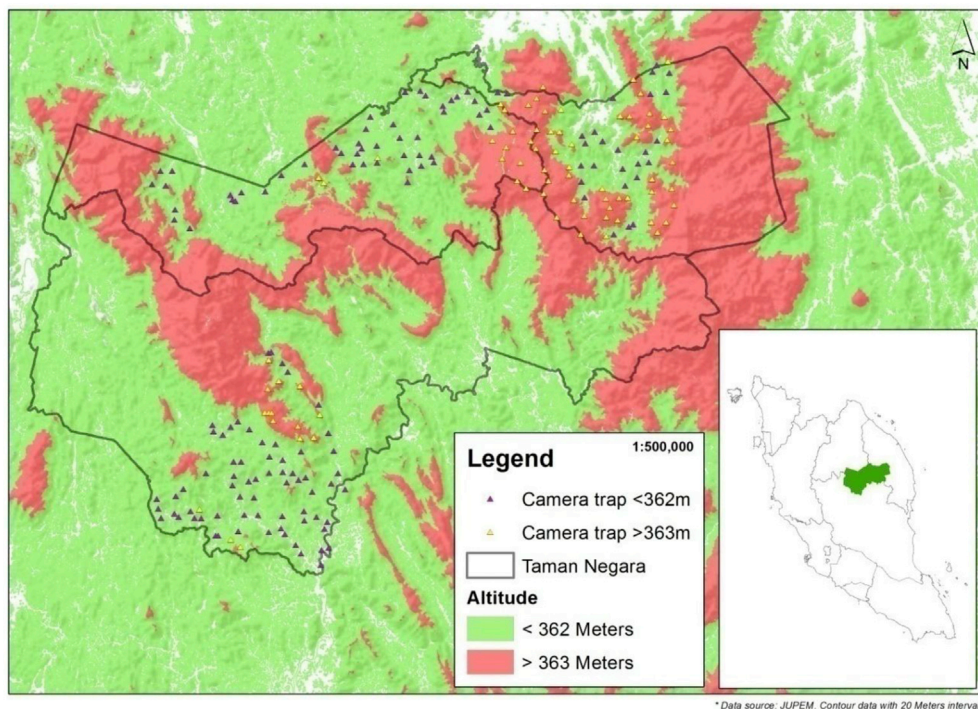 N
1:500,000
Legend
Camera trap <362m
Camera trap >363m
Taman Negara
Altitude
< 362 Meters
> 363 Meters
* Data source: JUPEM. Contour data with 20 Meters interval